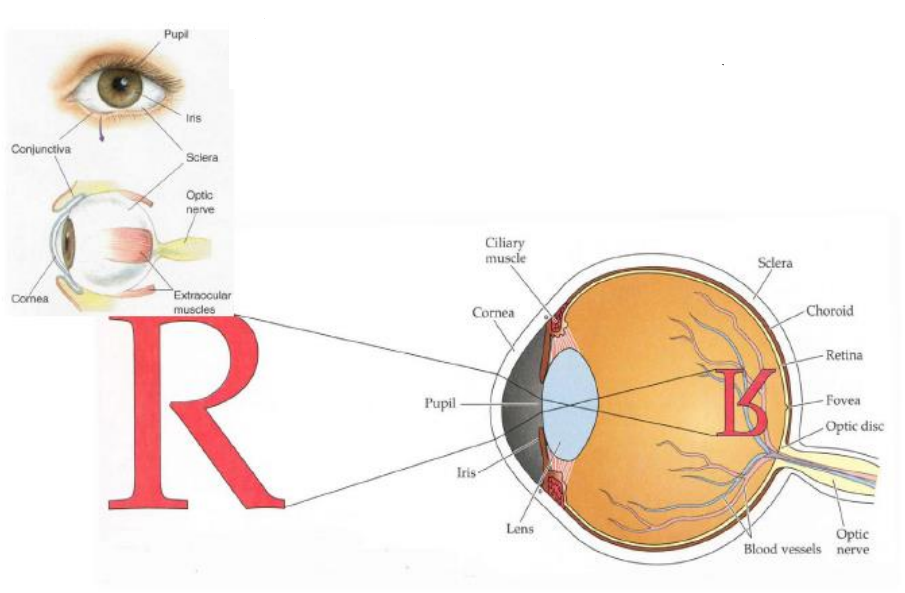 Pupil
Iris
Conjunctiva
Sclera
Optic
nerve
Cornea
Extraocular
muscles
R
Ciliary
muscle
Sclera
Cornea
Choroid
Retina
Pupil
Fovea
R
Optic disc
Iris
Lens
Blood vessels
Optic
nerve